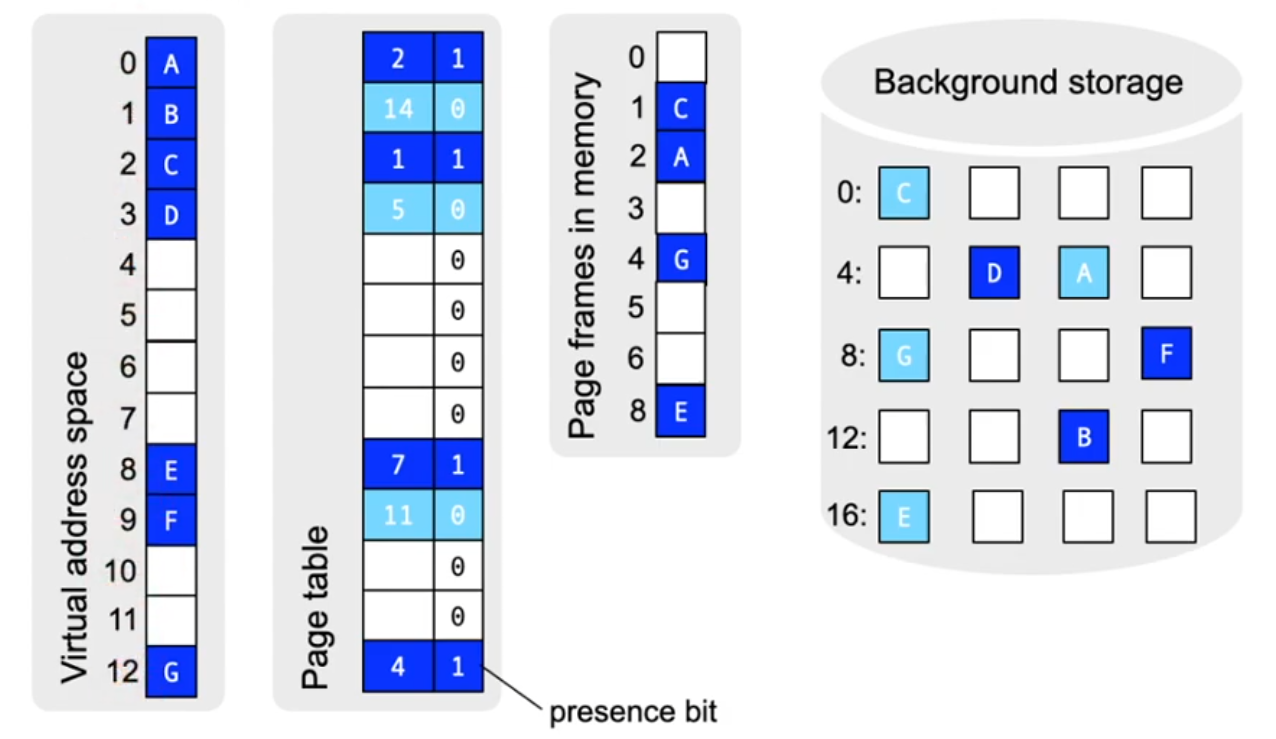 Virtual address space
0 A
1 B
2 C
3 D
4
5
6
7
8 E
9 F
10
11
12 G
Page table
2 1
14 0
1 1
5 0
0
0
0
0
7 1
11 0
0
0
4 1
presence bit
Page frames in memory
0
1 C
2 A
3
4 G
5
6
8 E
Background storage
0: C
4: D A
8: G F
12: B
16: E